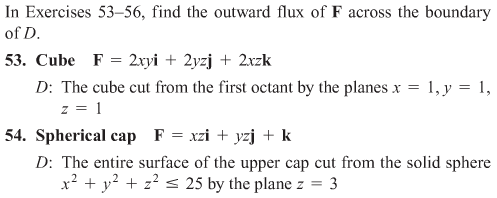 In Exercises 53–56, find the outward flux of F across the boundary
of D.
53. Cube F = 2xyi + 2yzj + 2xzk
D: The cube cut from the first octant by the planes x = 1, y = 1,
z = 1
54. Spherical cap F = xzi + yzj + k
D: The entire surface of the upper cap cut from the solid sphere
x² + y² + z² ≤ 25 by the plane z = 3